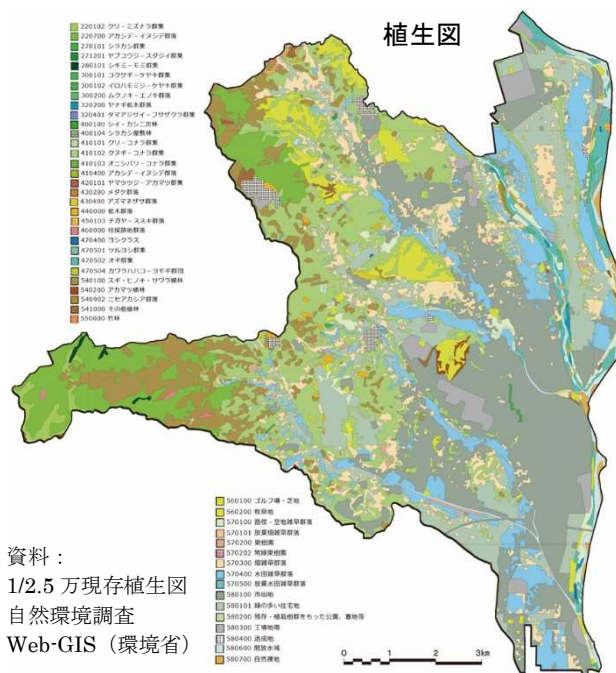 植生図
220102 クリ－ミズナラ群集
220700 アカシデ－イヌシデ群落
270101 シラカシ群集
271201 ヤブコウジ－スダジイ群集
280101 シキミ－モミ群集
300101 コクサギ－ケヤキ群集
300102 イロハモミジ－ケヤキ群集
300200 ムクノキ－エノキ群集
320200 ヤナギ低木群落
320401 タマアジサイ－フサザクラ群集
400100 シイ・カシ二次林
400104 シラカシ屋敷林
410101 クリ－コナラ群集
410102 クヌギ－コナラ群集
410103 オニシバリ－コナラ群集
410400 アカシデ－イヌシデ群落
420101 ヤマツツジ－アカマツ群集
430200 メダケ群落
430400 アズマネザサ群落
440000 低木群落
450103 チガヤ－ススキ群落
460000 伐採跡地群落
470400 ヨシクラス
470501 ツルヨシ群集
470502 オギ群集
470504 カワラハハコ－ヨモギ群団
540100 スギ・ヒノキ・サワラ植林
540200 アカマツ植林
540902 ニセアカシア群落
541000 その他植林
550000 竹林
560100 ゴルフ場・芝地
560200 牧草地
570100 路傍・空地雑草群落
570101 放棄畑雑草群落
570200 果樹園
570202 常緑果樹園
570300 畑雑草群落
570400 水田雑草群落
570500 放棄水田雑草群落
580100 市街地
580101 緑の多い住宅地
580200 残存・植栽樹群をもった公園、墓地等
580300 工場地帯
580400 造成地
580600 開放水域
580700 自然裸地
資料：
1/2.5 万現存植生図
自然環境調査
Web-GIS（環境省）
0 1 2 3km